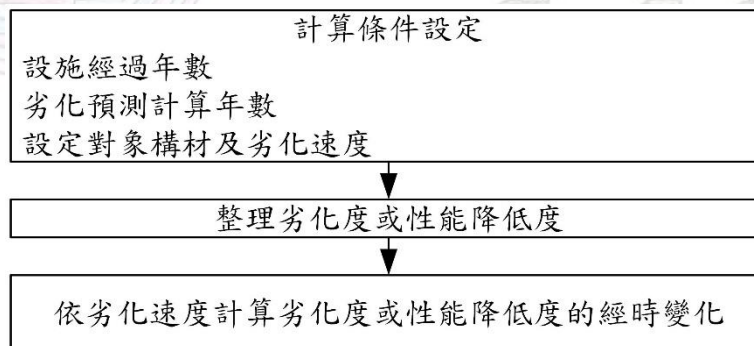 計算條件設定
設施經過年數
劣化預測計算年數
設定對象構材及劣化速度
整理劣化度或性能降低度
依劣化速度計算劣化度或性能降低度的經時變化